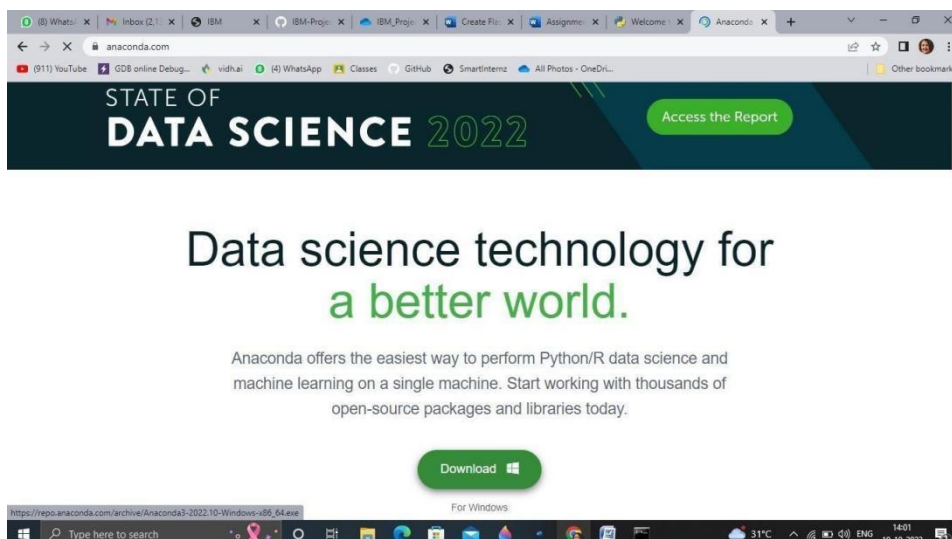 (8) Whats
Inbox (2,1
IBM
IBM-Proje
IBM_Proje
Create Fla
Assignme
Welcome
Anaconda
anaconda.com
(911) YouTube
GDB online Debug...
vidh.ai
(4) WhatsApp
Classes
GitHub
SmartInternz
All Photos - OneDri...
Other bookmark
STATE OF
DATA SCIENCE 2022
Access the Report
Data science technology for
a better world.
Anaconda offers the easiest way to perform Python/R data science and
machine learning on a single machine. Start working with thousands of
open-source packages and libraries today.
Download
For Windows
https://repo.anaconda.com/archive/Anaconda3-2022.10-Windows-x86_64.exe
Type here to search
31°C
ENG
14:01